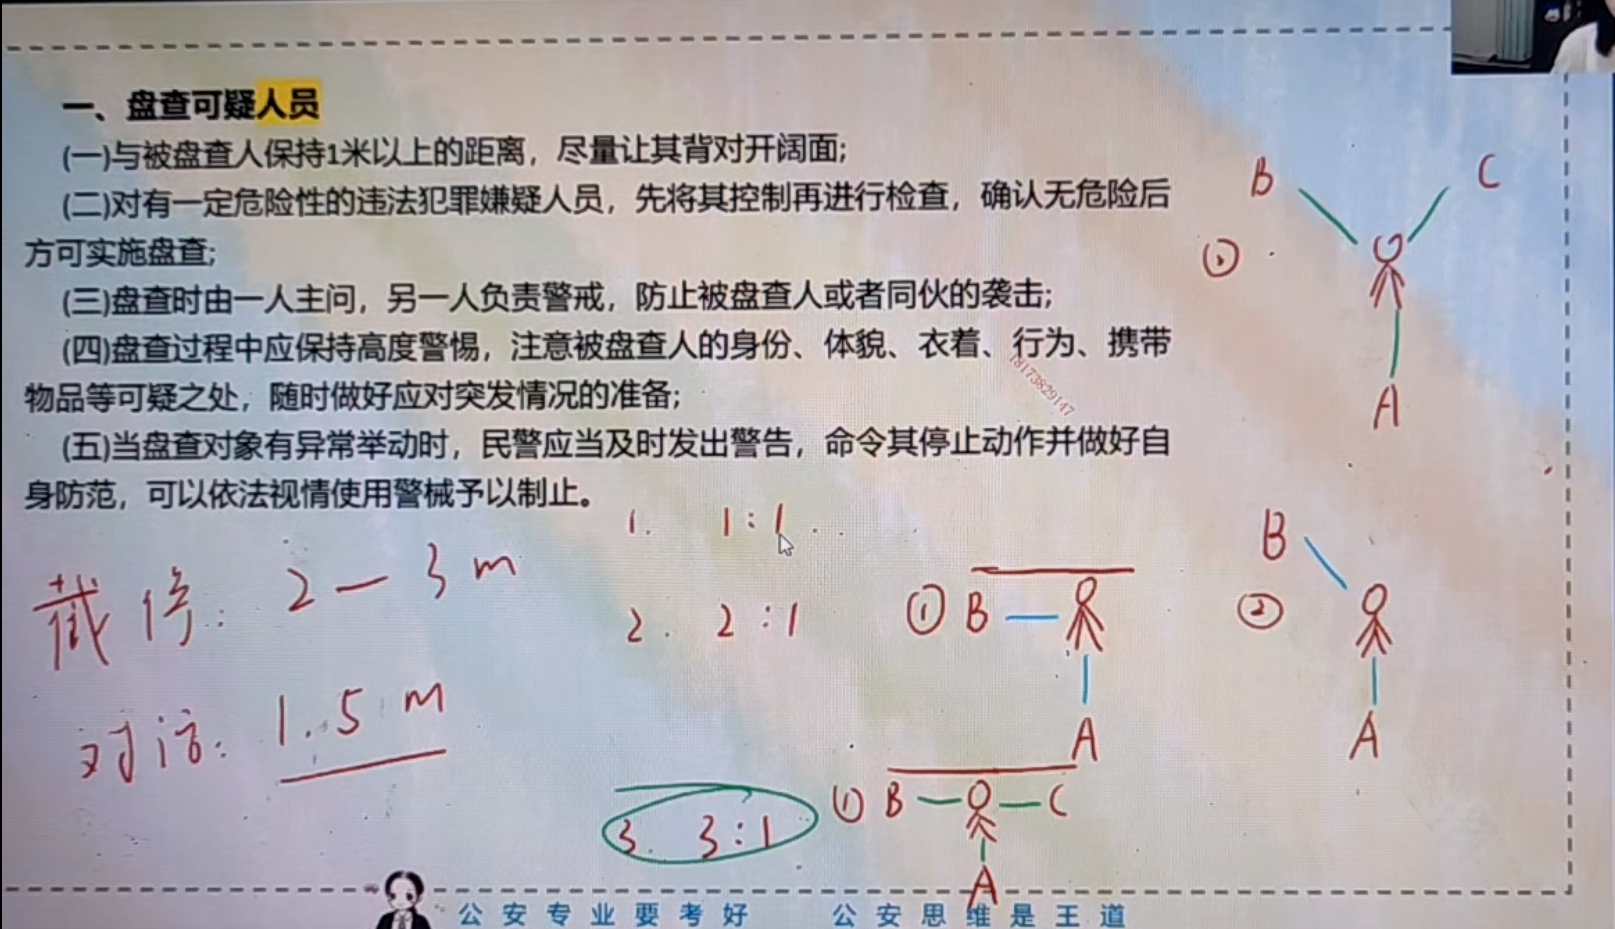 一、盘查可疑人员
(一)与被盘查人保持1米以上的距离，尽量让其背对开阔面;
(二)对有一定危险性的违法犯罪嫌疑人员，先将其控制再进行检查，确认无危险后
方可实施盘查;
(三)盘查时由一人主问，另一人负责警戒，防止被盘查人或者同伙的袭击;
(四)盘查过程中应保持高度警惕，注意被盘查人的身份、体貌、衣着、行为、携带
物品等可疑之处，随时做好应对突发情况的准备;
(五)当盘查对象有异常举动时，民警应当及时发出警告，命令其停止动作并做好自
身防范，可以依法视情使用警械予以制止。
18173829147
B C
②
A
截停: 2—3m
对话: 1.5m
1. 1:1
2. 2:1
① B
A
B
②
A
3. 3:1
① B C
A
公安专业要考好 公安思维是王道